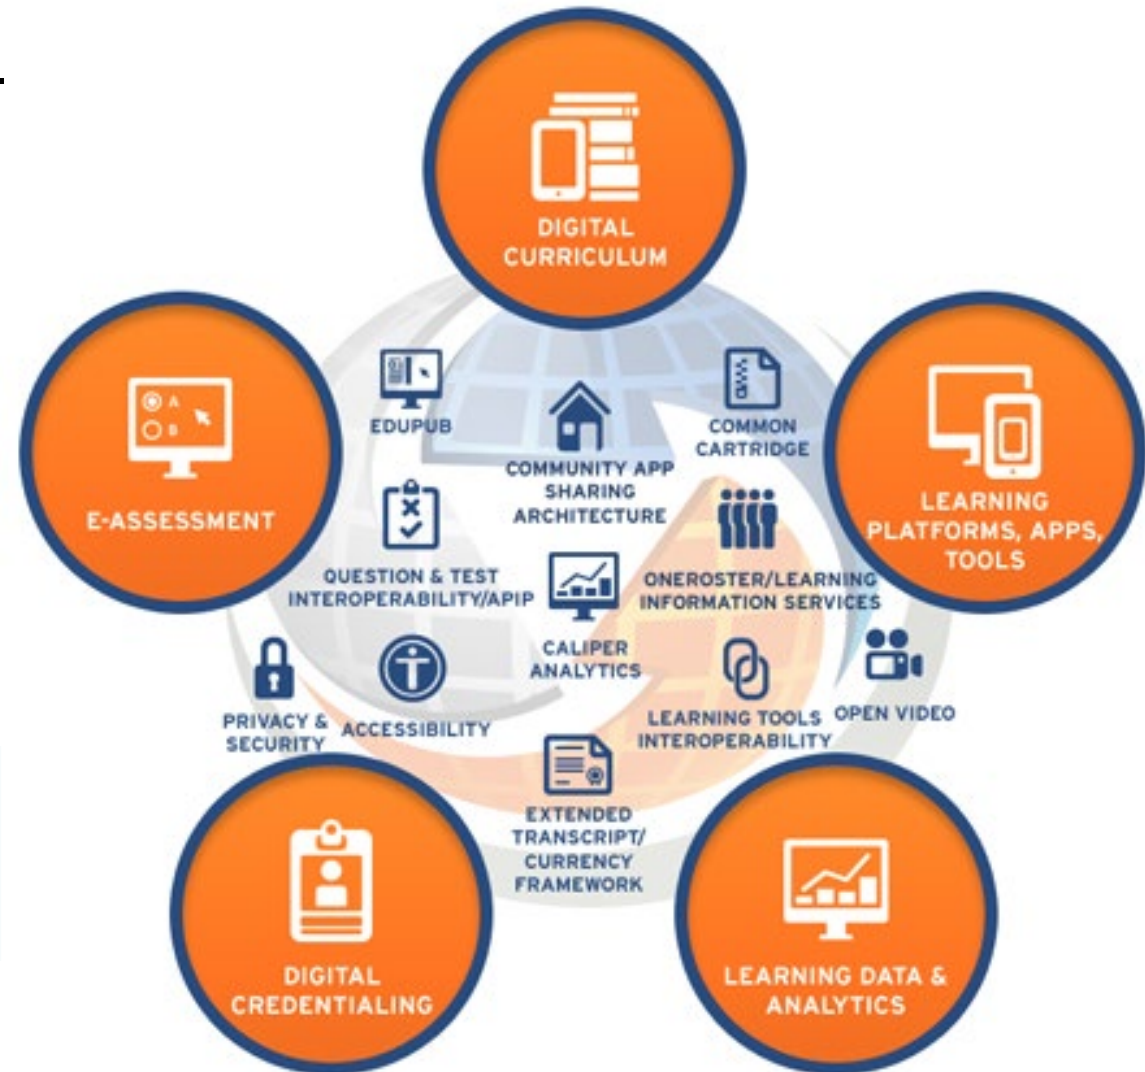 DIGITAL
CURRICULUM
A
B
E-ASSESSMENT
EDUPUB
COMMUNITY APP
SHARING
ARCHITECTURE
COMMON
CARTRIDGE
LEARNING
PLATFORMS, APPS,
TOOLS
QUESTION & TEST
INTEROPERABILITY/APIP
CALIPER
ANALYTICS
ONEROSTER/LEARNING
INFORMATION SERVICES
PRIVACY &
SECURITY
ACCESSIBILITY
LEARNING TOOLS
INTEROPERABILITY
OPEN VIDEO
EXTENDED
TRANSCRIPT/
CURRENCY
FRAMEWORK
DIGITAL
CREDENTIALING
LEARNING DATA &
ANALYTICS